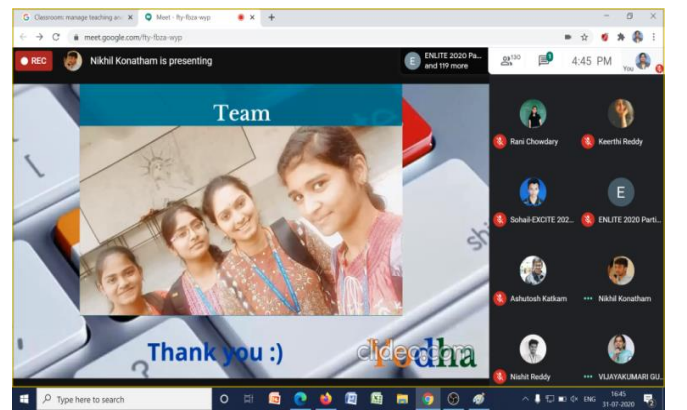 Classroom: manage teaching an
Meet - fty-fbza-wyp
meet.google.com/fty-fbza-wyp
REC
Nikhil Konatham is presenting
E
ENLITE 2020 Pa...
and 119 more
130
4:45 PM
You
Team
Thank you :)
clideo.com
Rani Chowdary
Keerthi Reddy
E
Sohail-EXCITE 202...
ENLITE 2020 Parti...
Ashutosh Katkam
Nikhil Konatham
Nishit Reddy
VIJAYAKUMARI GU...
Type here to search
ENG
16:45
31-07-2020